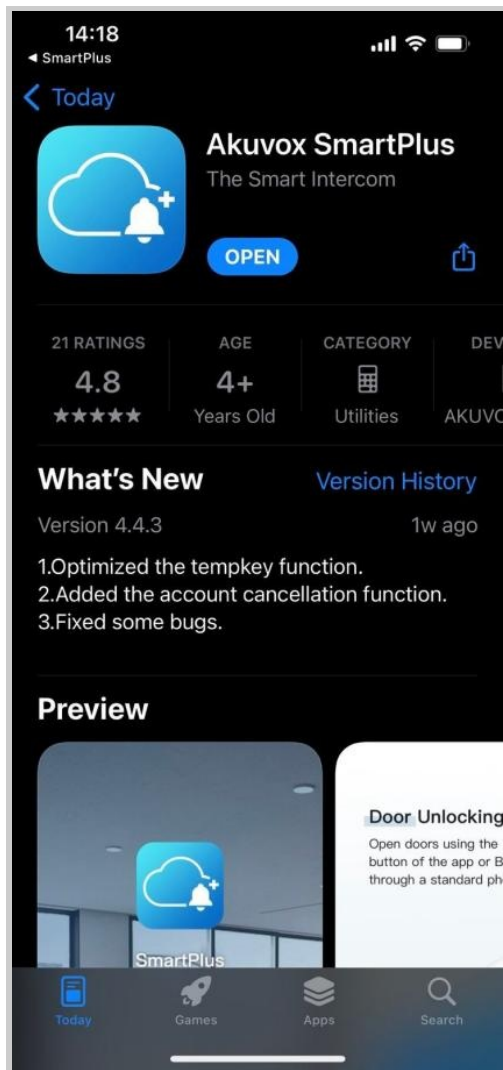 14:18
◀ SmartPlus
Today
Akuvox SmartPlus
The Smart Intercom
OPEN
21 RATINGS
AGE
CATEGORY
DEV
4.8
4+
★★★★★
Years Old
Utilities
AKUVO
What's New
Version History
Version 4.4.3
1w ago
1.Optimized the tempkey function.
2.Added the account cancellation function.
3.Fixed some bugs.
Preview
SmartPlus
Door Unlocking
Open doors using the
button of the app or B
through a standard pho
Today
Games
Apps
Search